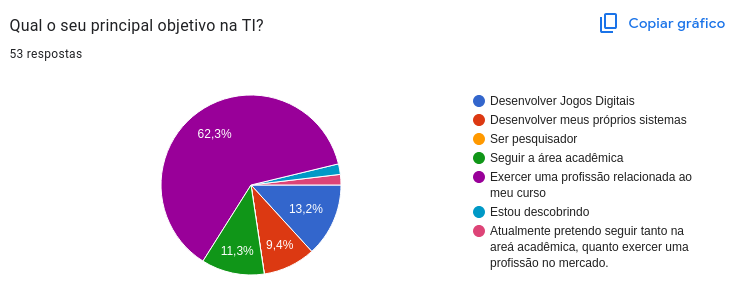 Qual o seu principal objetivo na TI?
Copiar gráfico
53 respostas
62,3%
13,2%
9,4%
11,3%
Desenvolver Jogos Digitais
Desenvolver meus próprios sistemas
Ser pesquisador
Seguir a área acadêmica
Exercer uma profissão relacionada ao
meu curso
Estou descobrindo
Atualmente pretendo seguir tanto na
areá acadêmica, quanto exercer uma
profissão no mercado.